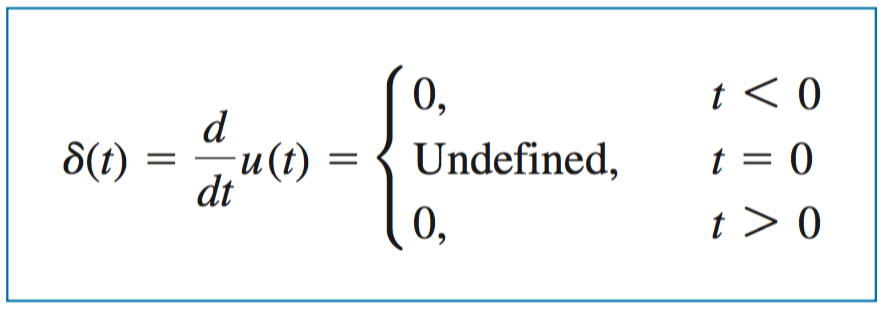 δ(t) = d/dt u(t) = { 0, t < 0
Undefined, t = 0
0, t > 0